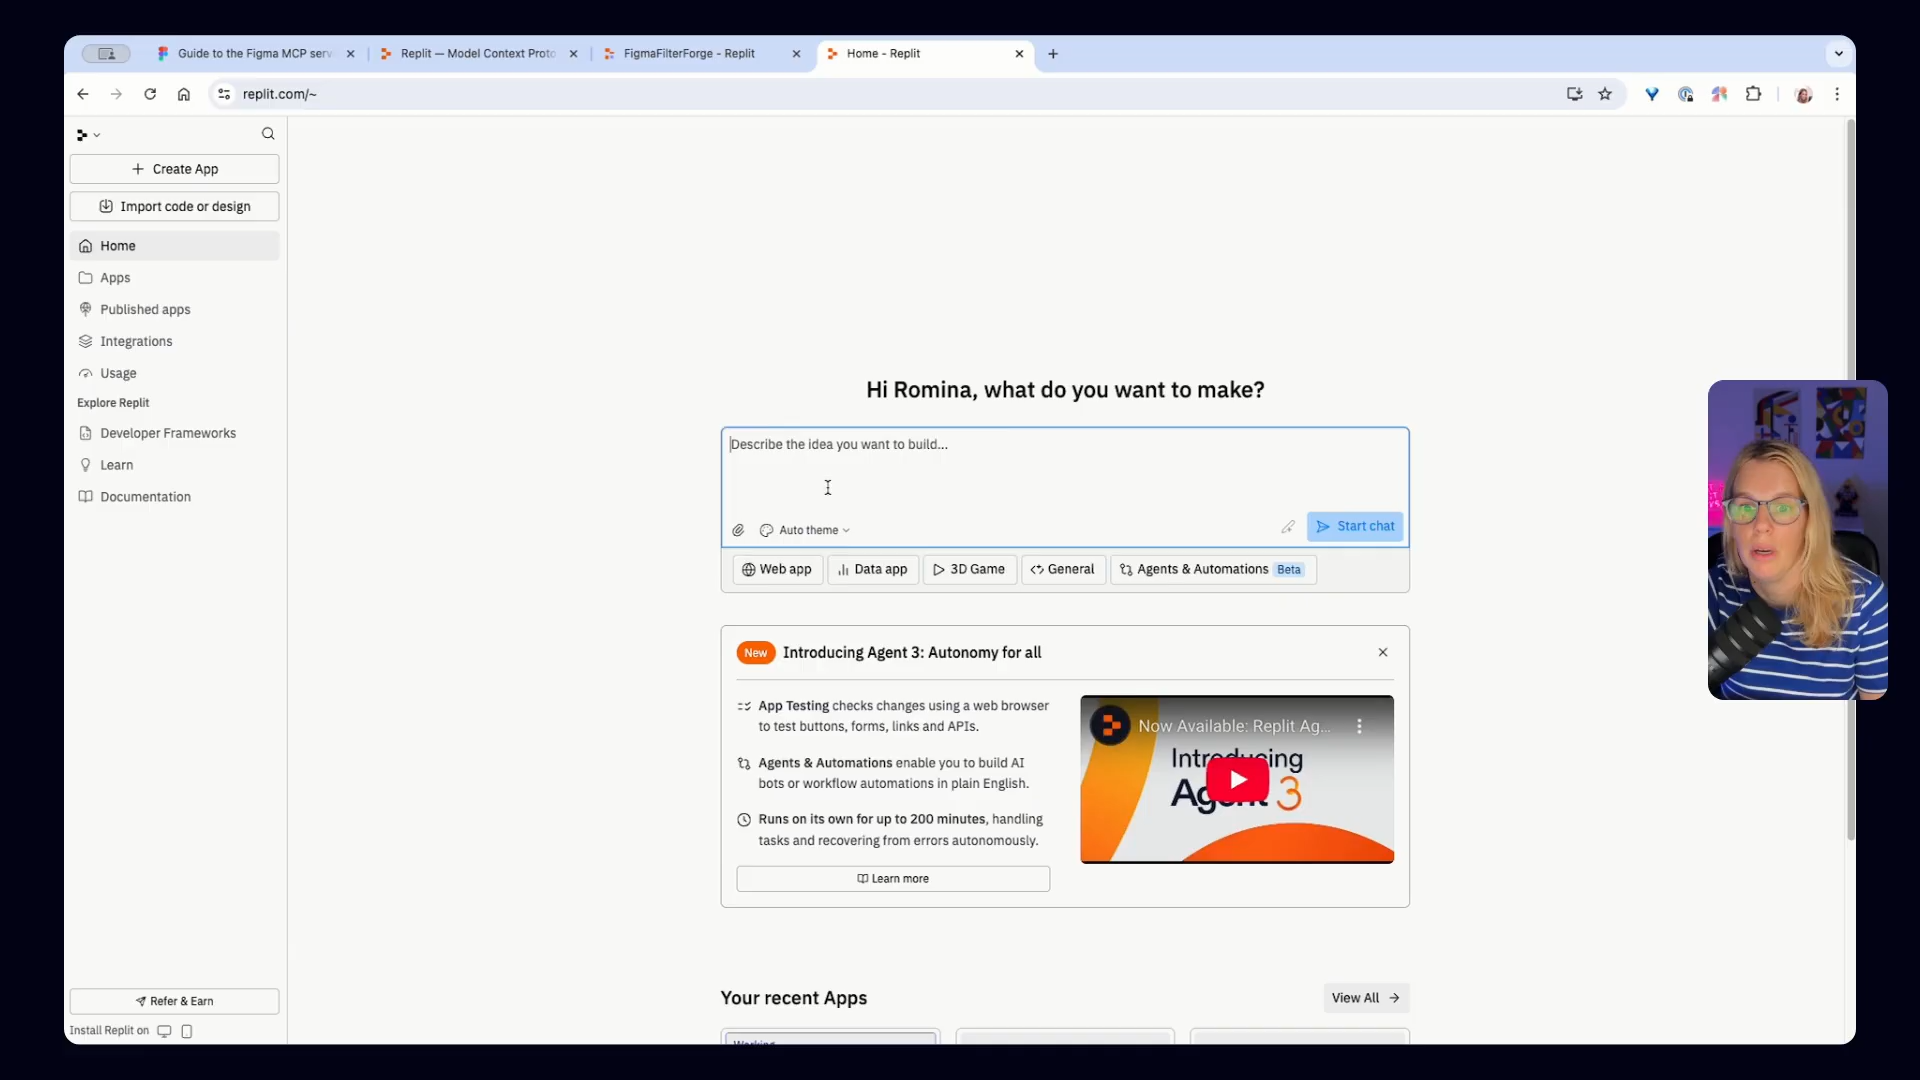 Guide to the Figma MCP serv
Replit — Model Context Proto
FigmaFilterForge - Replit
Home - Replit
replit.com/~
Create App
Import code or design
Home
Apps
Published apps
Integrations
Usage
Explore Replit
Developer Frameworks
Learn
Documentation
Refer & Earn
Install Replit on
Hi Romina, what do you want to make?
Describe the idea you want to build...
Auto theme
Start chat
Web app
Data app
3D Game
General
Agents & Automations Beta
New Introducing Agent 3: Autonomy for all
App Testing checks changes using a web browser
to test buttons, forms, links and APIs.
Agents & Automations enable you to build AI
bots or workflow automations in plain English.
Runs on its own for up to 200 minutes, handling
tasks and recovering from errors autonomously.
Learn more
Now Available: Replit Ag...
Introducing
Agent 3
Your recent Apps
View All
Working